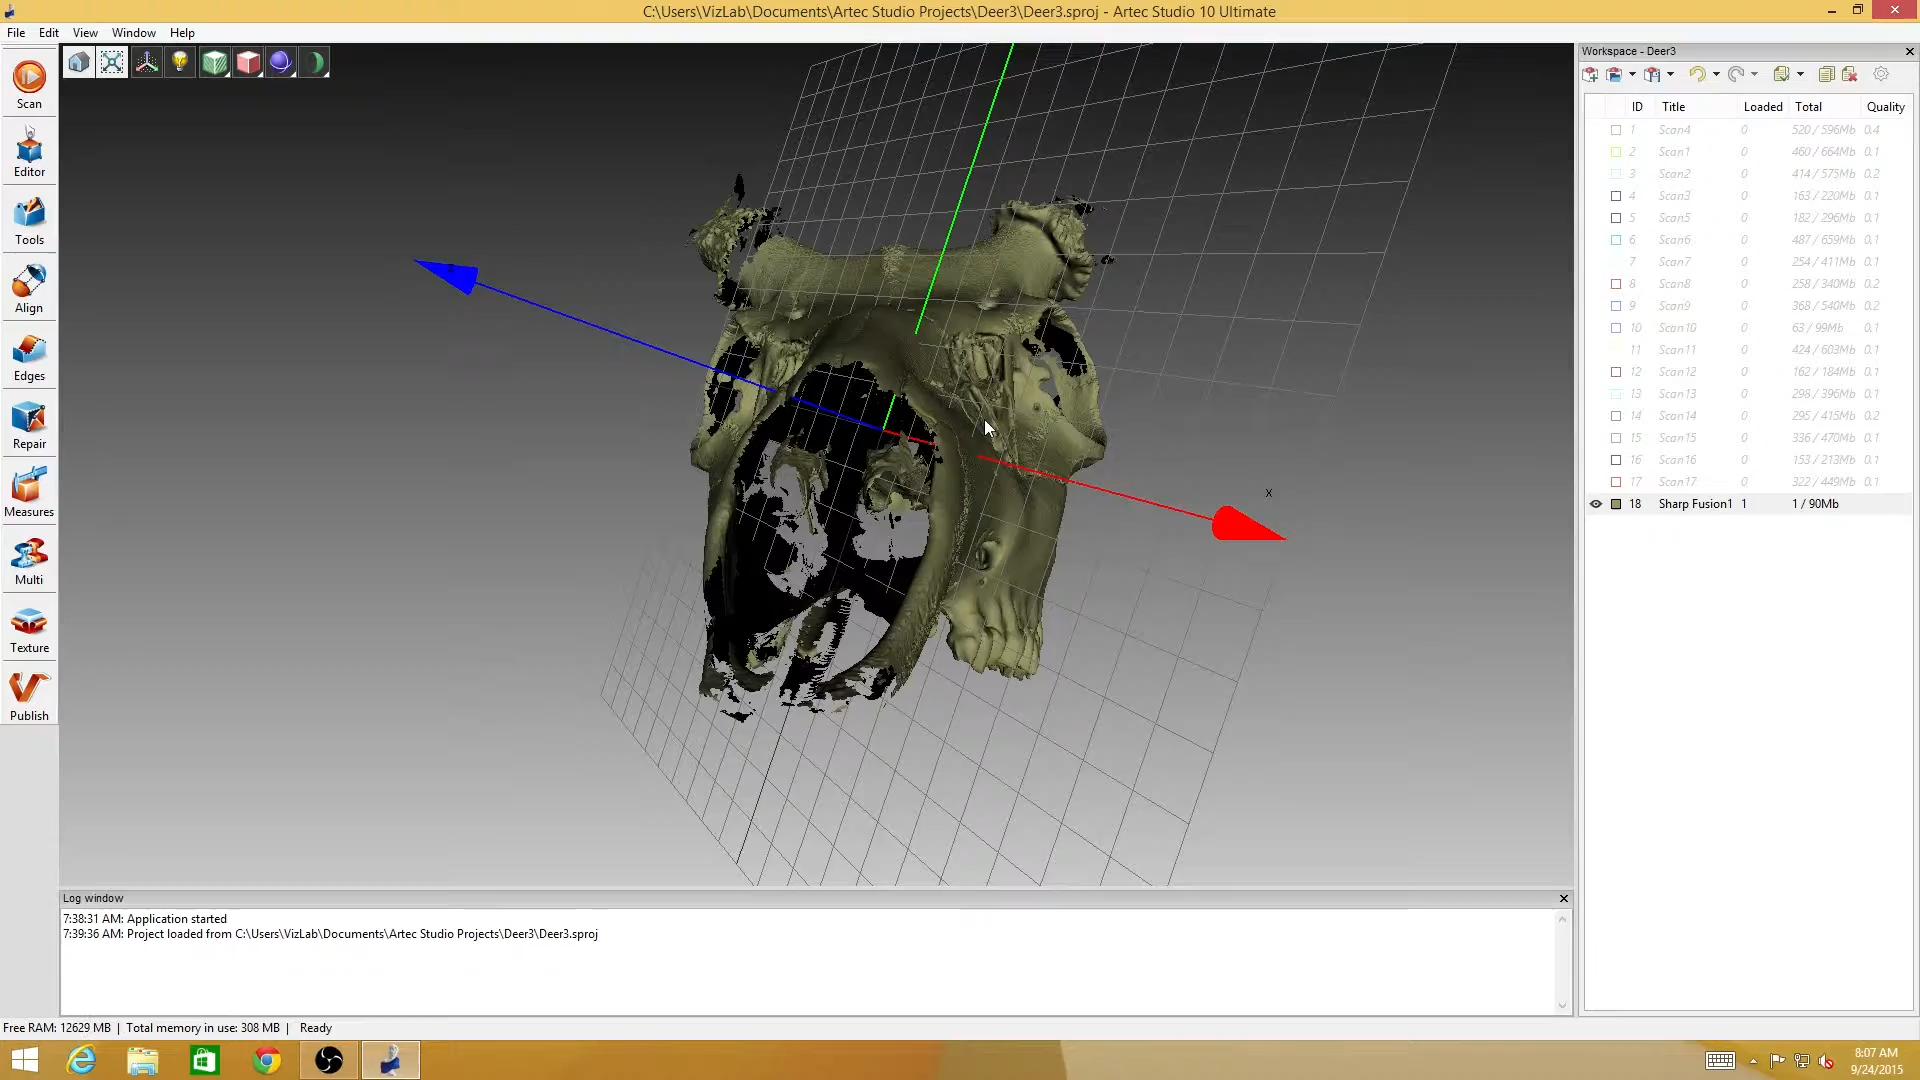 C:\Users\VizLab\Documents\Artec Studio Projects\Deer3\Deer3.sproj - Artec Studio 10 Ultimate
File Edit View Window Help
Scan
Editor
Tools
Align
Edges
Repair
Measures
Multi
Texture
Publish
X
Workspace - Deer3
ID Title Loaded Total Quality
1 Scan4 0 520 / 596Mb 0.4
2 Scan1 0 460 / 664Mb 0.1
3 Scan2 0 414 / 575Mb 0.2
4 Scan3 0 163 / 220Mb 0.1
5 Scan5 0 182 / 296Mb 0.1
6 Scan6 0 487 / 659Mb 0.1
7 Scan7 0 254 / 411Mb 0.1
8 Scan8 0 258 / 340Mb 0.2
9 Scan9 0 368 / 540Mb 0.2
10 Scan10 0 63 / 99Mb 0.1
11 Scan11 0 424 / 603Mb 0.1
12 Scan12 0 162 / 184Mb 0.1
13 Scan13 0 298 / 396Mb 0.1
14 Scan14 0 295 / 415Mb 0.2
15 Scan15 0 336 / 470Mb 0.1
16 Scan16 0 153 / 213Mb 0.1
17 Scan17 0 322 / 449Mb 0.1
18 Sharp Fusion1 1 1 / 90Mb
Log window
7:38:31 AM: Application started
7:39:36 AM: Project loaded from C:\Users\VizLab\Documents\Artec Studio Projects\Deer3\Deer3.sproj
Free RAM: 12629 MB | Total memory in use: 308 MB | Ready
8:07 AM
9/24/2015